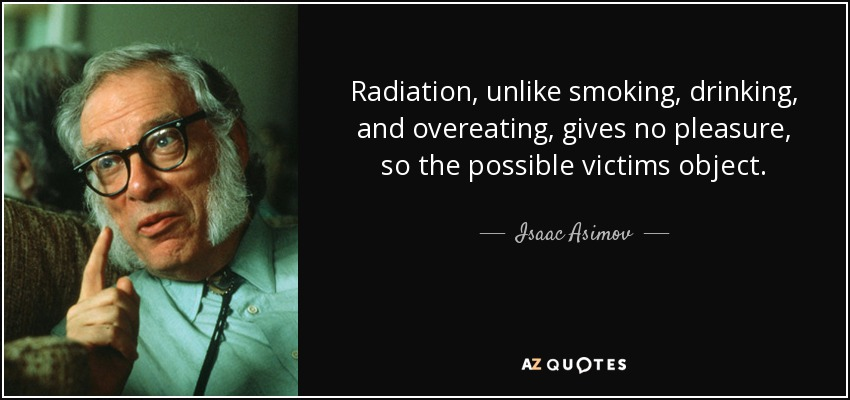 Radiation, unlike smoking, drinking,
and overeating, gives no pleasure,
so the possible victims object.
Isaac Asimov
AZ QUOTES